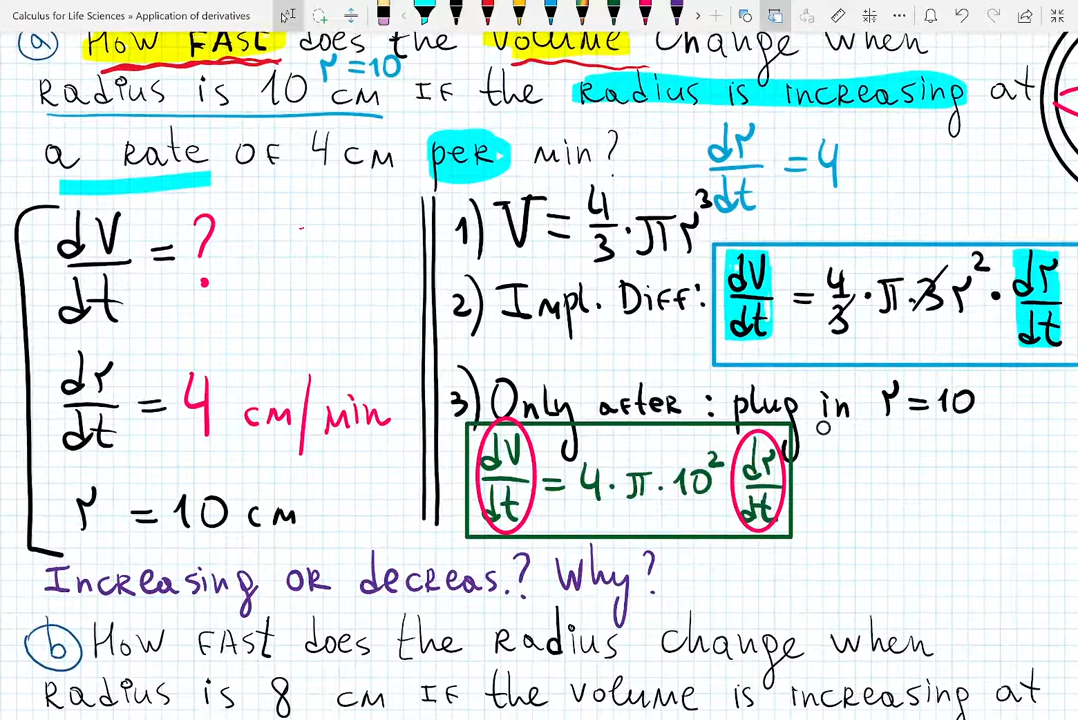 Calculus for Life Sciences » Application of derivatives
(a) How FAST does the Volume change when
r = 10
Radius is 10 cm IF the radius is increasing at
a rate OF 4 cm per min?
dr/dt = 4
dV/dt = ?
dr/dt = 4 cm/min
r = 10 cm
1) V = 4/3 · π r³
2) Impl. Diff: dV/dt = 4/3 · π · 3 r² · dr/dt
3) Only after: plug in r = 10
dV/dt = 4 · π · 10² dr/dt
Increasing OR decreas.? Why?
(b) How FAST does the Radius change when
Radius is 8 cm IF the volume is increasing at